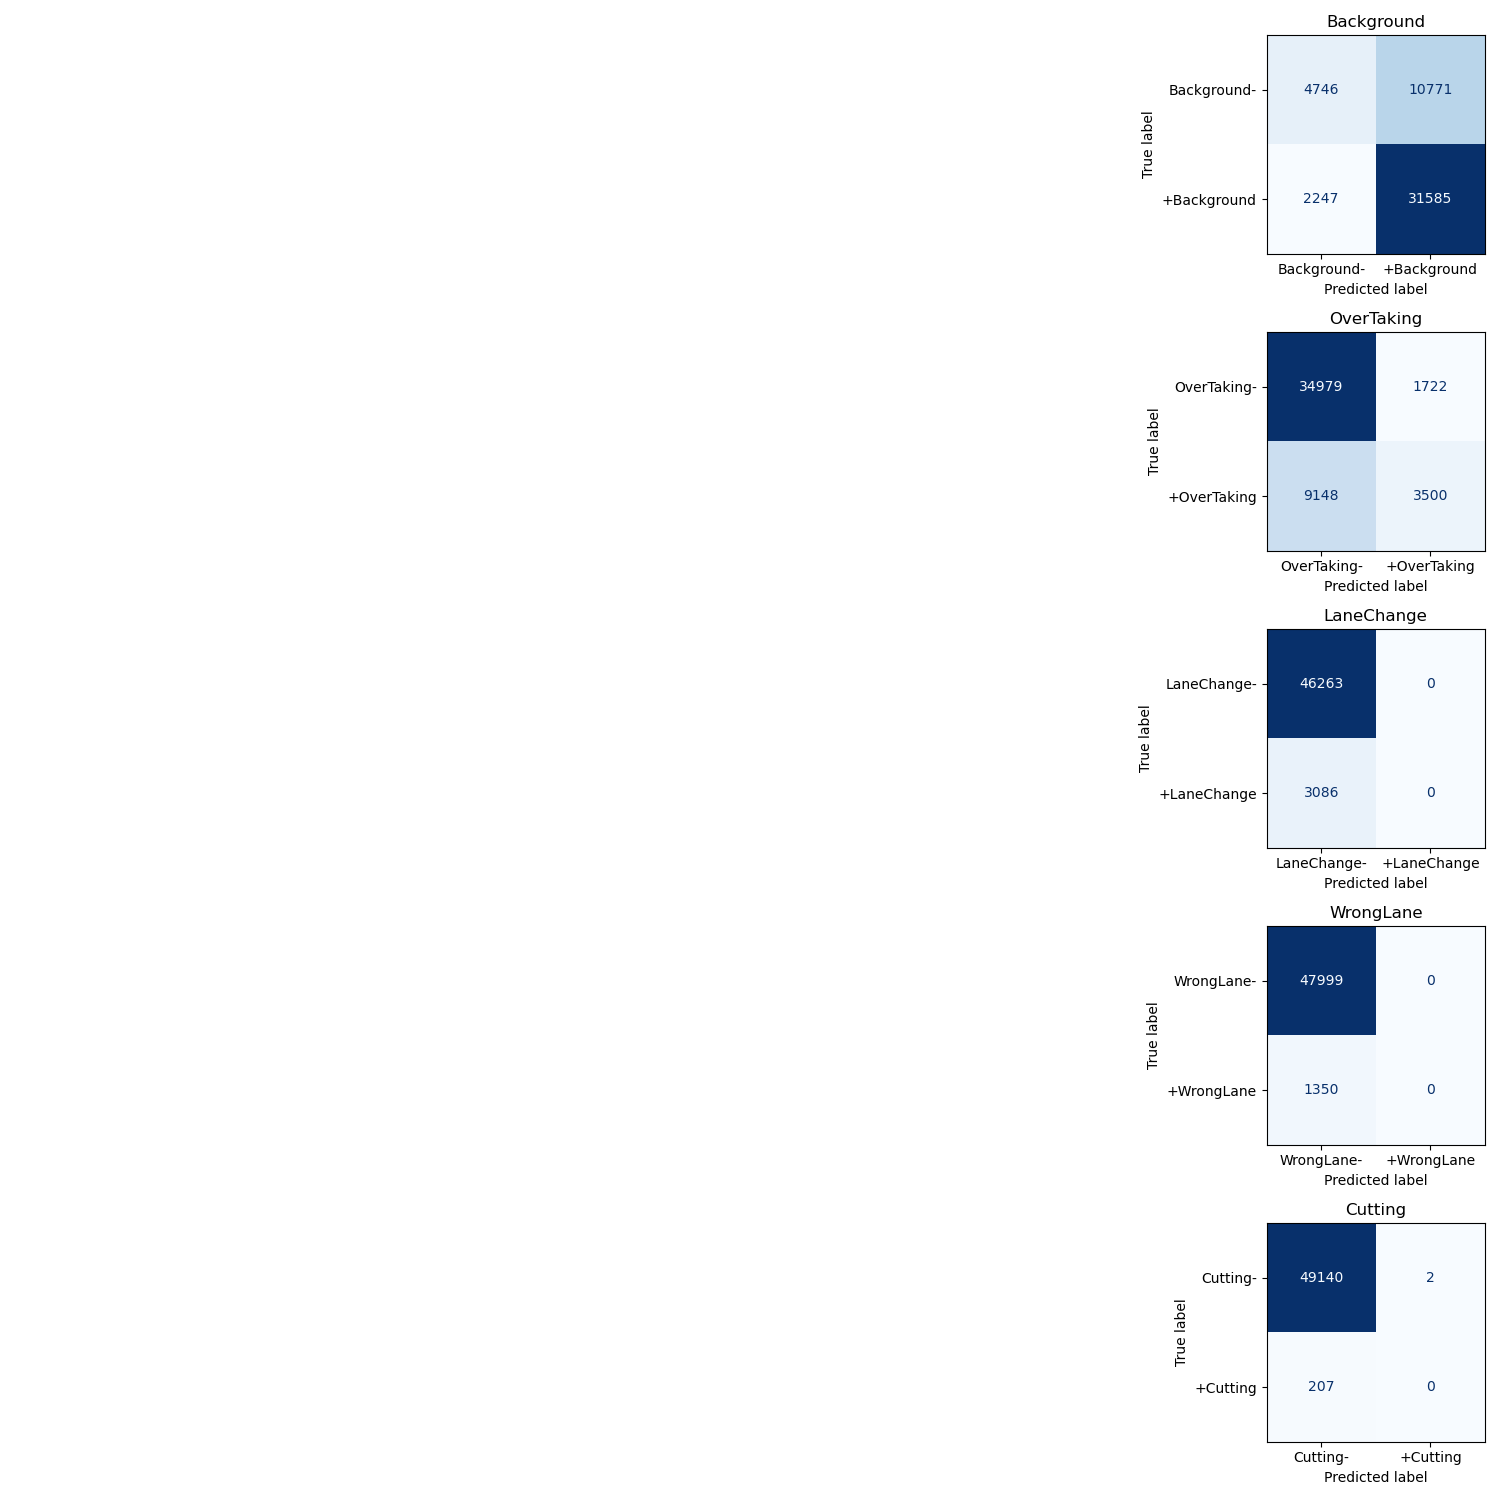 Background
Background-
4746
10771
True label
+Background
2247
31585
Background-
+Background
Predicted label
OverTaking
OverTaking-
34979
1722
True label
+OverTaking
9148
3500
OverTaking-
+OverTaking
Predicted label
LaneChange
LaneChange-
46263
0
True label
+LaneChange
3086
0
LaneChange-
+LaneChange
Predicted label
WrongLane
WrongLane-
47999
0
True label
+WrongLane
1350
0
WrongLane-
+WrongLane
Predicted label
Cutting
Cutting-
49140
2
True label
+Cutting
207
0
Cutting-
+Cutting
Predicted label